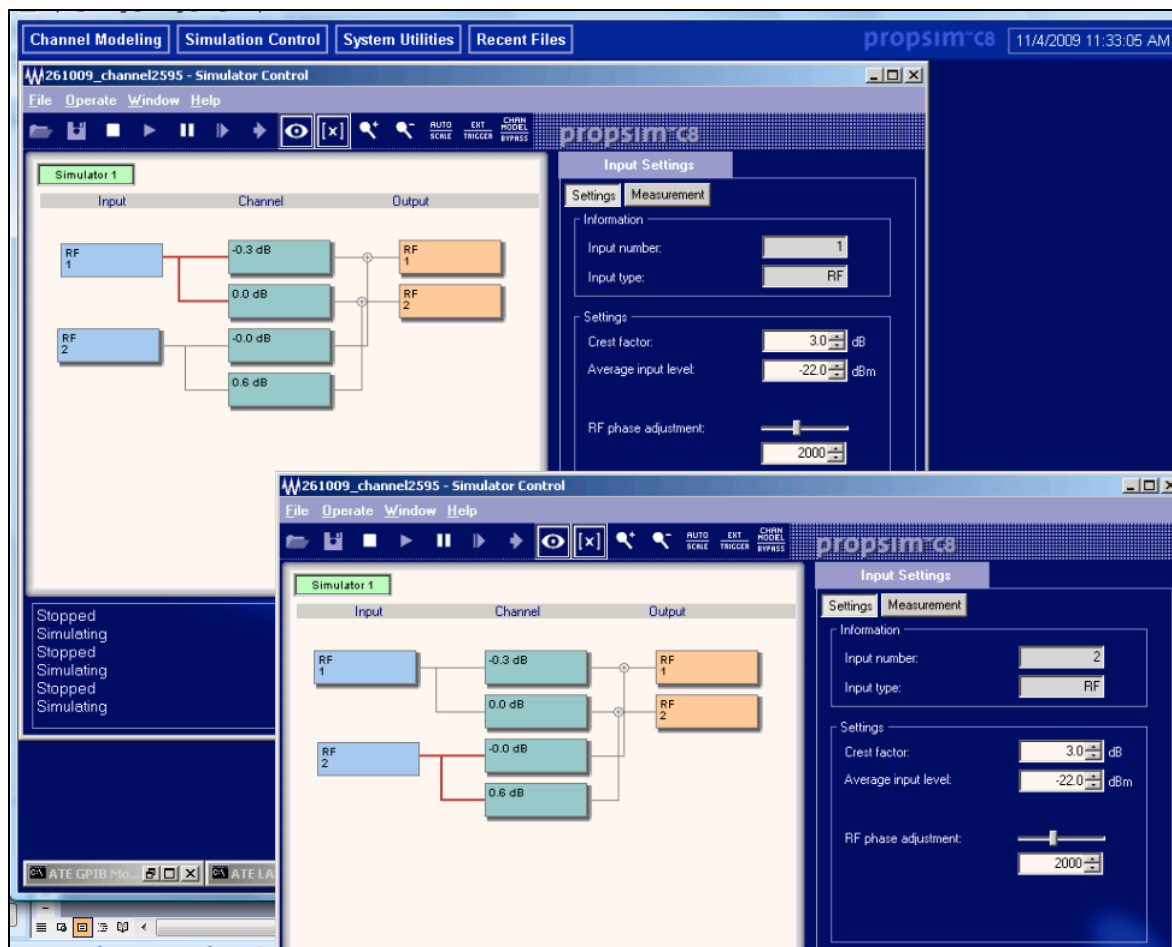 Channel Modeling Simulation Control System Utilities Recent Files propsim C8 11/4/2009 11:33:05 AM
261009_channel2595 - Simulator Control
File Operate Window Help
AUTO SCALE EXT TRIGGER CHAN MODEL BYPASS propsim C8
Simulator 1
Input Channel Output
RF 1
-0.3 dB
RF 1
0.0 dB
RF 2
RF 2
-0.0 dB
0.6 dB
Input Settings
Settings Measurement
Information
Input number: 1
Input type: RF
Settings
Crest factor: 3.0 dB
Average input level: -22.0 dBm
RF phase adjustment:
2000
Stopped
Simulating
Stopped
Simulating
Stopped
Simulating
261009_channel2595 - Simulator Control
File Operate Window Help
AUTO SCALE EXT TRIGGER CHAN MODEL BYPASS propsim C8
Simulator 1
Input Channel Output
RF 1
-0.3 dB
RF 1
0.0 dB
RF 2
RF 2
-0.0 dB
0.6 dB
Input Settings
Settings Measurement
Information
Input number: 2
Input type: RF
Settings
Crest factor: 3.0 dB
Average input level: -22.0 dBm
RF phase adjustment:
2000
ATE GPIB Mo... ATE LA